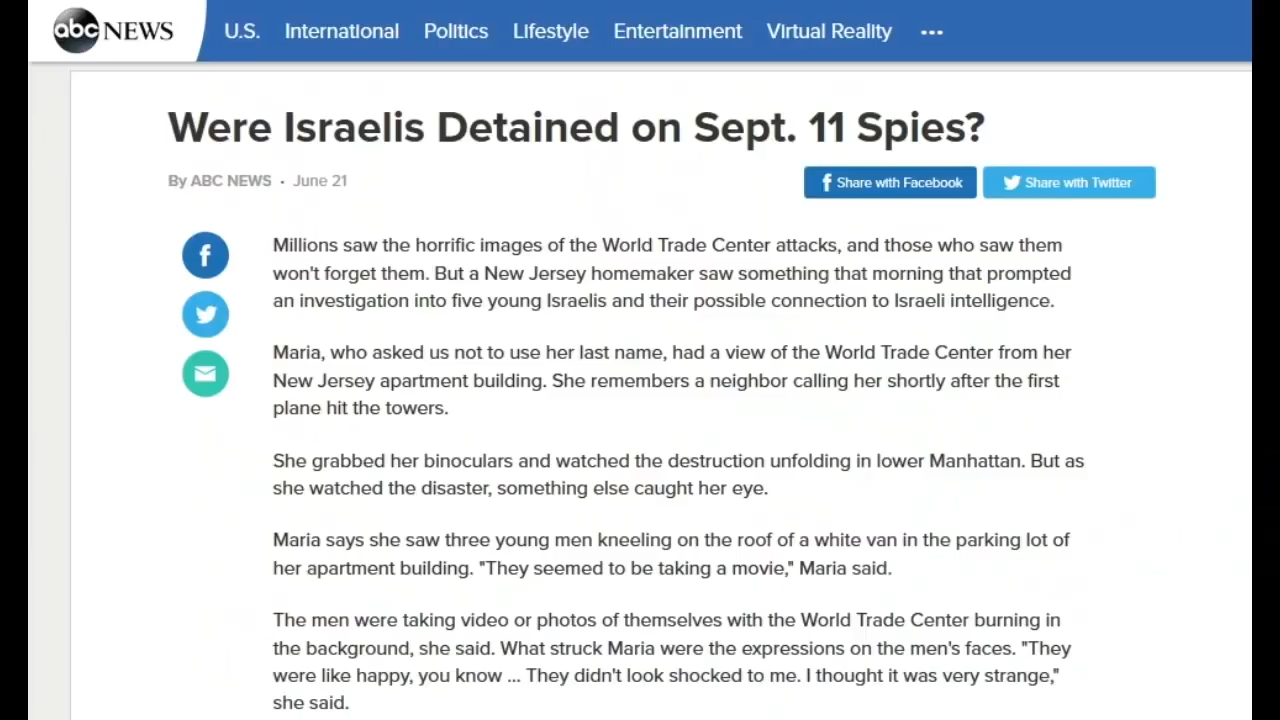 abc NEWS U.S. International Politics Lifestyle Entertainment Virtual Reality ...
Were Israelis Detained on Sept. 11 Spies?
By ABC NEWS · June 21
f Share with Facebook Share with Twitter
f
Millions saw the horrific images of the World Trade Center attacks, and those who saw them
won't forget them. But a New Jersey homemaker saw something that morning that prompted
an investigation into five young Israelis and their possible connection to Israeli intelligence.
Maria, who asked us not to use her last name, had a view of the World Trade Center from her
New Jersey apartment building. She remembers a neighbor calling her shortly after the first
plane hit the towers.
She grabbed her binoculars and watched the destruction unfolding in lower Manhattan. But as
she watched the disaster, something else caught her eye.
Maria says she saw three young men kneeling on the roof of a white van in the parking lot of
her apartment building. "They seemed to be taking a movie," Maria said.
The men were taking video or photos of themselves with the World Trade Center burning in
the background, she said. What struck Maria were the expressions on the men's faces. "They
were like happy, you know ... They didn't look shocked to me. I thought it was very strange,"
she said.